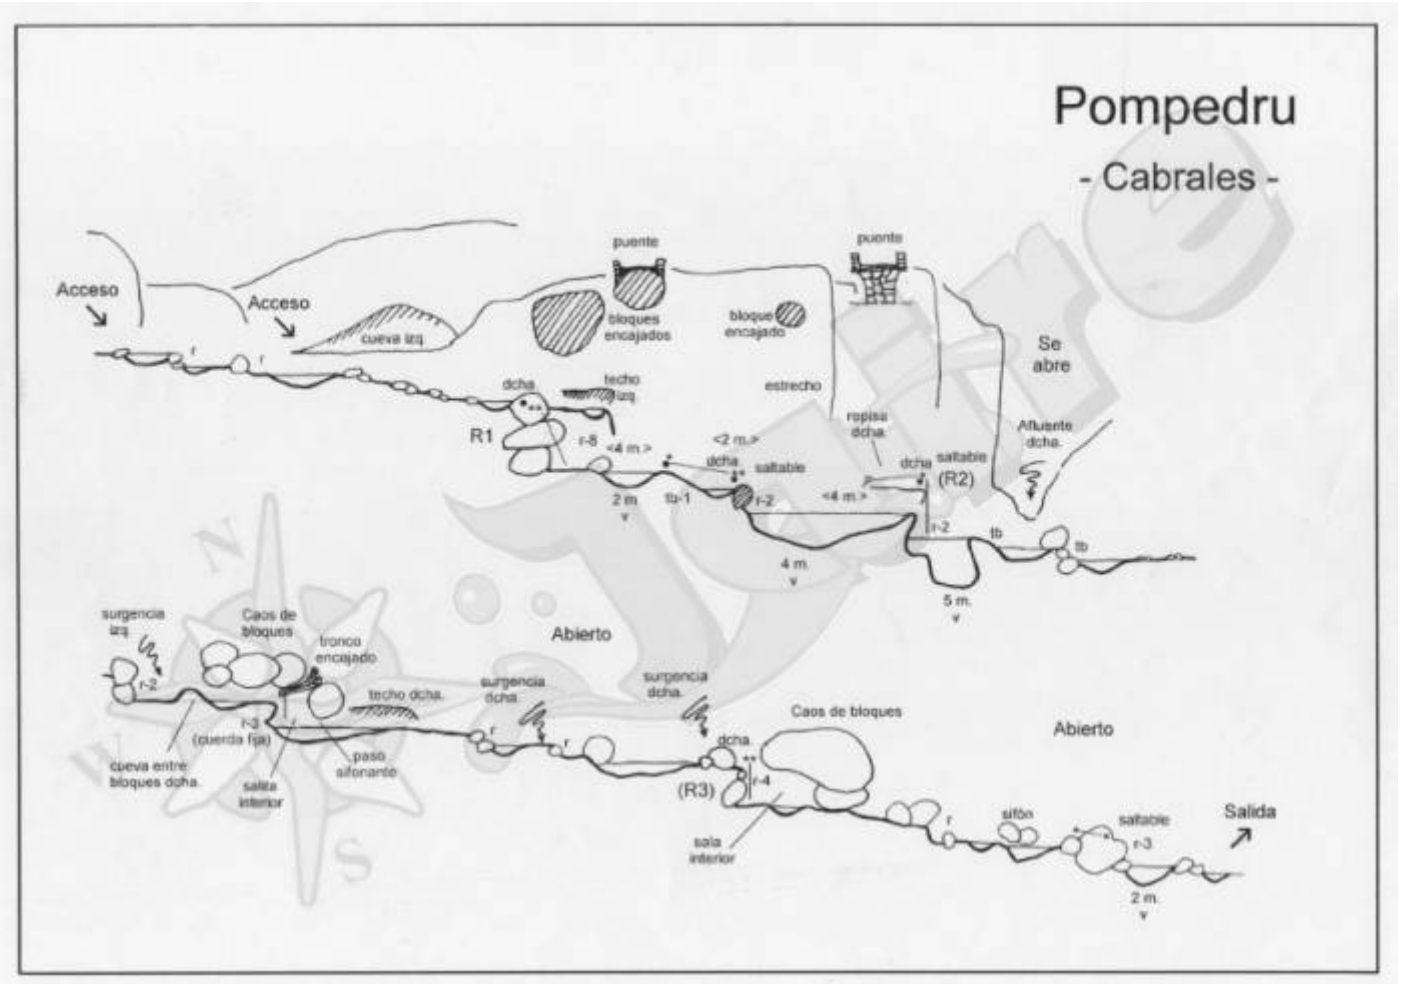 Pompedru
- Cabrales -
puente
puente
Acceso
Acceso
cueva izq.
bloques
encajados
bloque
encajado
Se
abre
dcha
techo
izq.
estrecho
repisa
dcha.
Afluente
dcha.
r
r
R1
r-8
<4 m.>
<2 m.>
dcha.
saltable
dcha
saltable
(R2)
2 m
v
tb-1
r-2
<4 m.>
r-2
tb
tb
4 m.
v
5 m.
v
N
W
S
surgencia
izq.
Caos de
bloques
tronco
encajado
Abierto
r-2
techo dcha.
surgencia
dcha.
surgencia
dcha.
Caos de bloques
Abierto
r-3
(cuerda fija)
r
r
dcha.
r-4
(R3)
cueva entre
bloques dcha.
salita
interior
paso
sifonante
sala
interior
r
sifón
saltable
r-3
Salida
2 m.
v